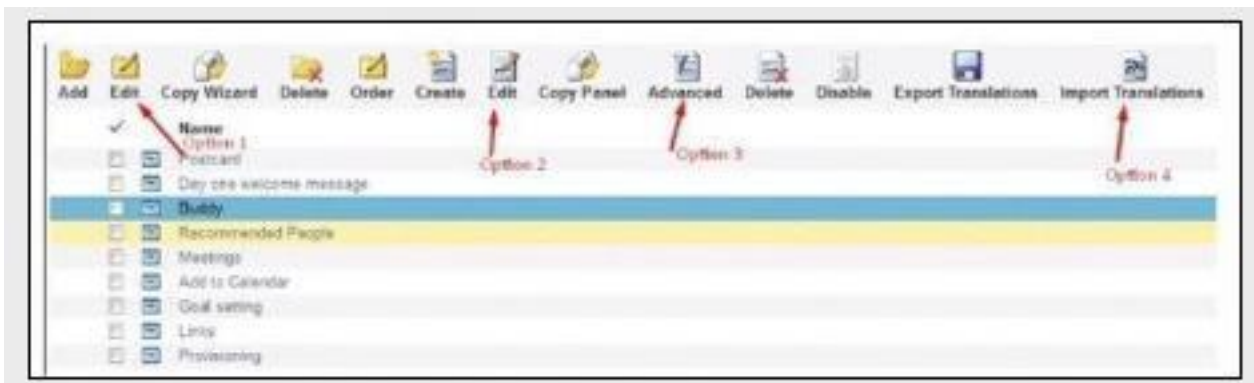 Add Edit Copy Wizard Delete Order Create Edit Copy Panel Advanced Delete Disable Export Translations Import Translations
Name
Option 1
Postcard
Option 2
Option 3
Option 4
Day one welcome message
Buddy
Recommended People
Meetings
Add to Calendar
Goal setting
Links
Provisioning